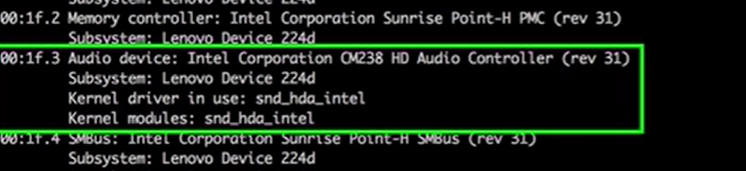 00:1f.2 Memory controller: Intel Corporation Sunrise Point-H PMC (rev 31)
Subsystem: Lenovo Device 224d
00:1f.3 Audio device: Intel Corporation CM238 HD Audio Controller (rev 31)
Subsystem: Lenovo Device 224d
Kernel driver in use: snd_hda_intel
Kernel modules: snd_hda_intel
00:1f.4 SMBus: Intel Corporation Sunrise Point-H SMBus (rev 31)
Subsystem: Lenovo Device 224d